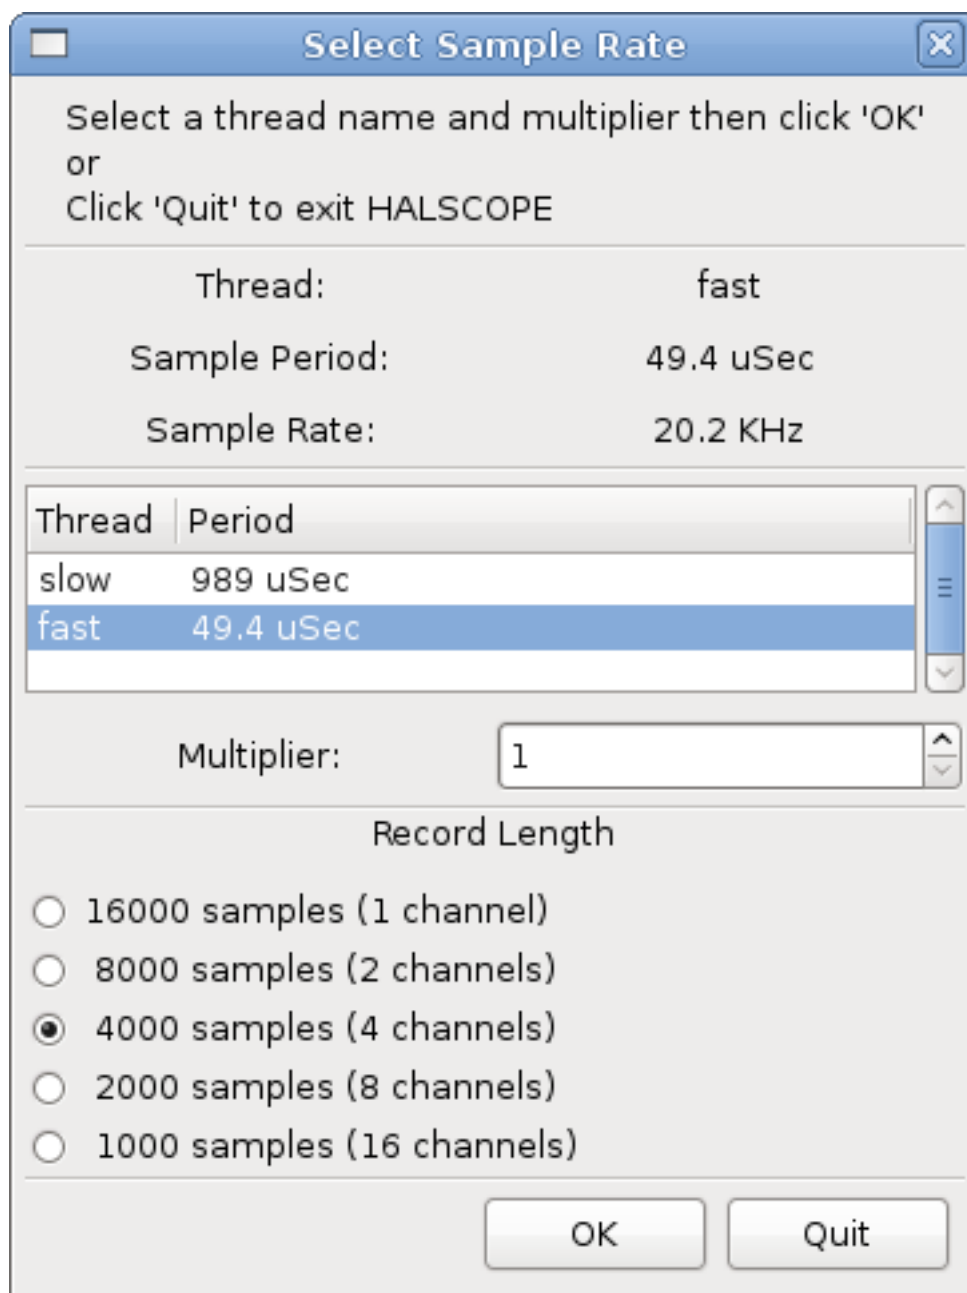 Select Sample Rate
Select a thread name and multiplier then click 'OK'
or
Click 'Quit' to exit HALSCOPE
Thread: fast
Sample Period: 49.4 uSec
Sample Rate: 20.2 KHz
Thread Period
slow 989 uSec
fast 49.4 uSec
Multiplier: 1
Record Length
16000 samples (1 channel)
8000 samples (2 channels)
4000 samples (4 channels)
2000 samples (8 channels)
1000 samples (16 channels)
OK Quit